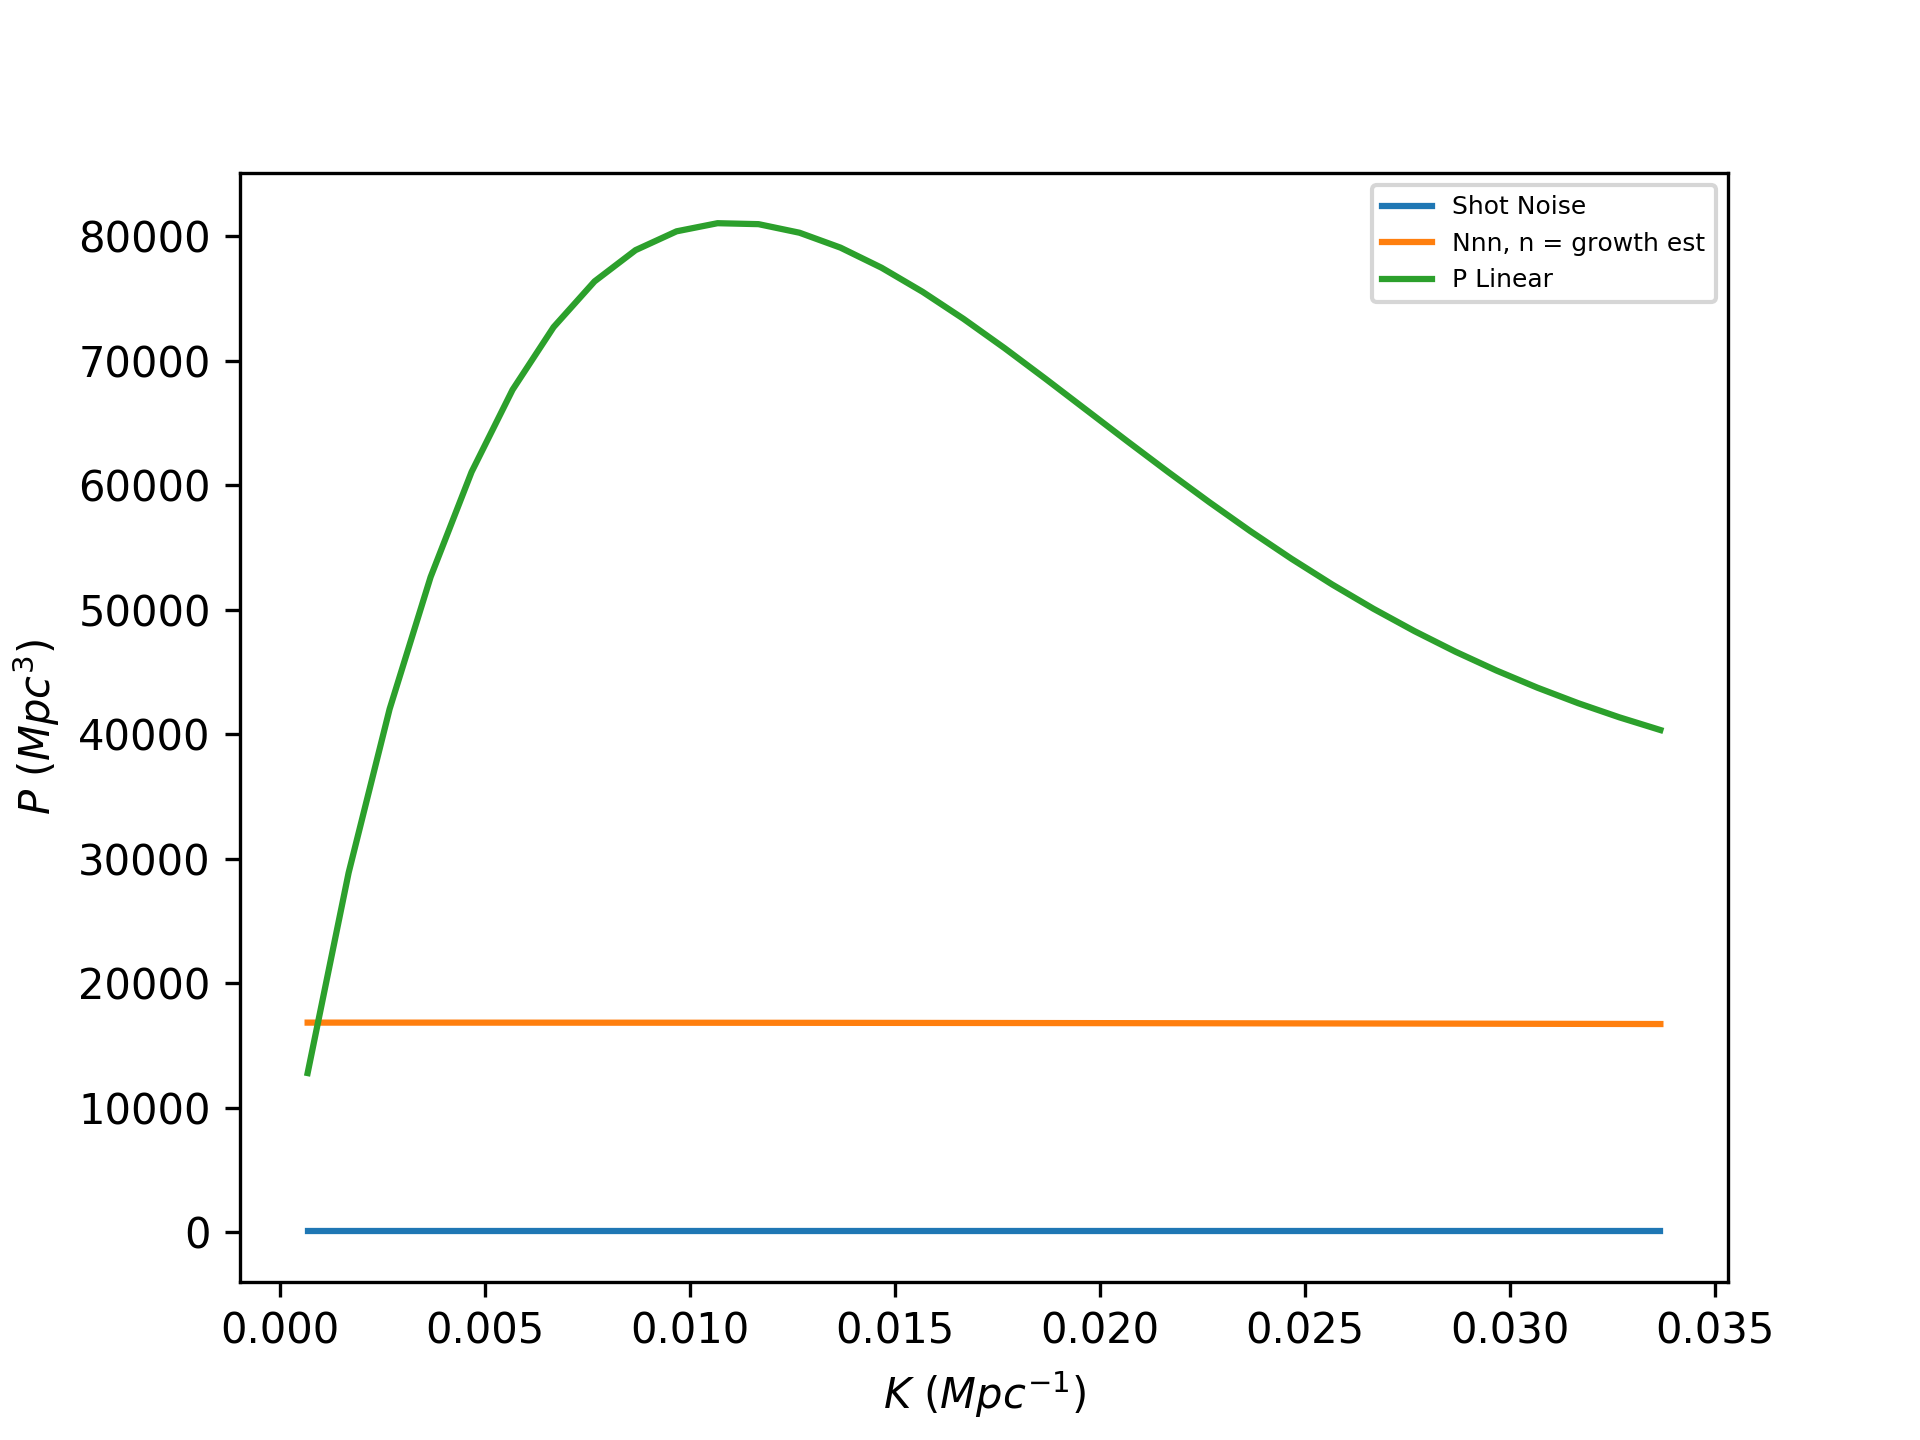 Shot Noise
Nnn, n = growth est
P Linear
80000
70000
60000
50000
40000
30000
20000
10000
0
P (Mpc³)
0.000 0.005 0.010 0.015 0.020 0.025 0.030 0.035
K (Mpc⁻¹)